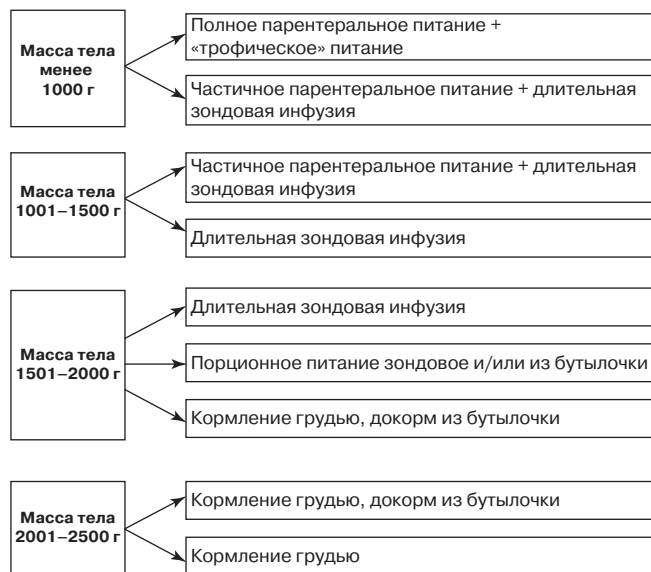 Масса тела
менее
1000 г
Полное парентеральное питание +
«трофическое» питание
Частичное парентеральное питание + длительная
зондовая инфузия
Масса тела
1001–1500 г
Частичное парентеральное питание + длительная
зондовая инфузия
Длительная зондовая инфузия
Масса тела
1501–2000 г
Длительная зондовая инфузия
Порционное питание зондовое и/или из бутылочки
Кормление грудью, докорм из бутылочки
Масса тела
2001–2500 г
Кормление грудью, докорм из бутылочки
Кормление грудью